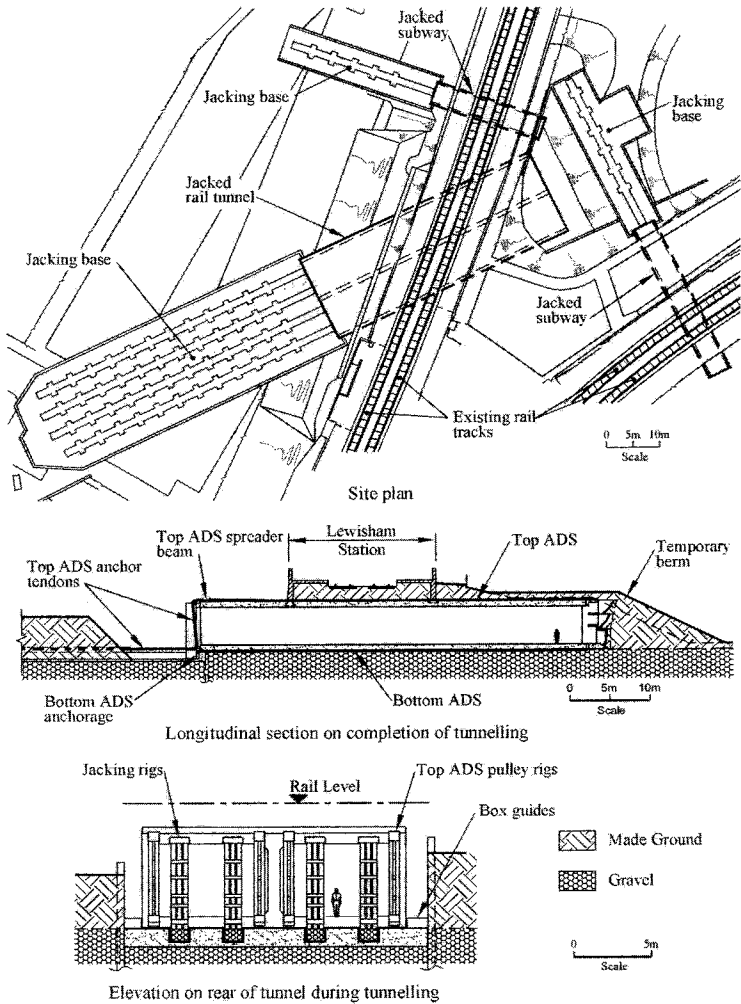 Jacked
subway
Jacking base
Jacking
base
Jacked
rail tunnel
Jacking base
Jacked
subway
Existing rail
tracks
0 5m 10m
Scale
Site plan
Top ADS spreader
beam
Lewisham
Station
Top ADS
Temporary
berm
Top ADS anchor
tendons
Bottom ADS
anchorage
Bottom ADS
0 5m 10m
Scale
Longitudinal section on completion of tunnelling
Jacking rigs
Rail Level
Top ADS pulley rigs
Box guides
Made Ground
Gravel
0 5m
Scale
Elevation on rear of tunnel during tunnelling